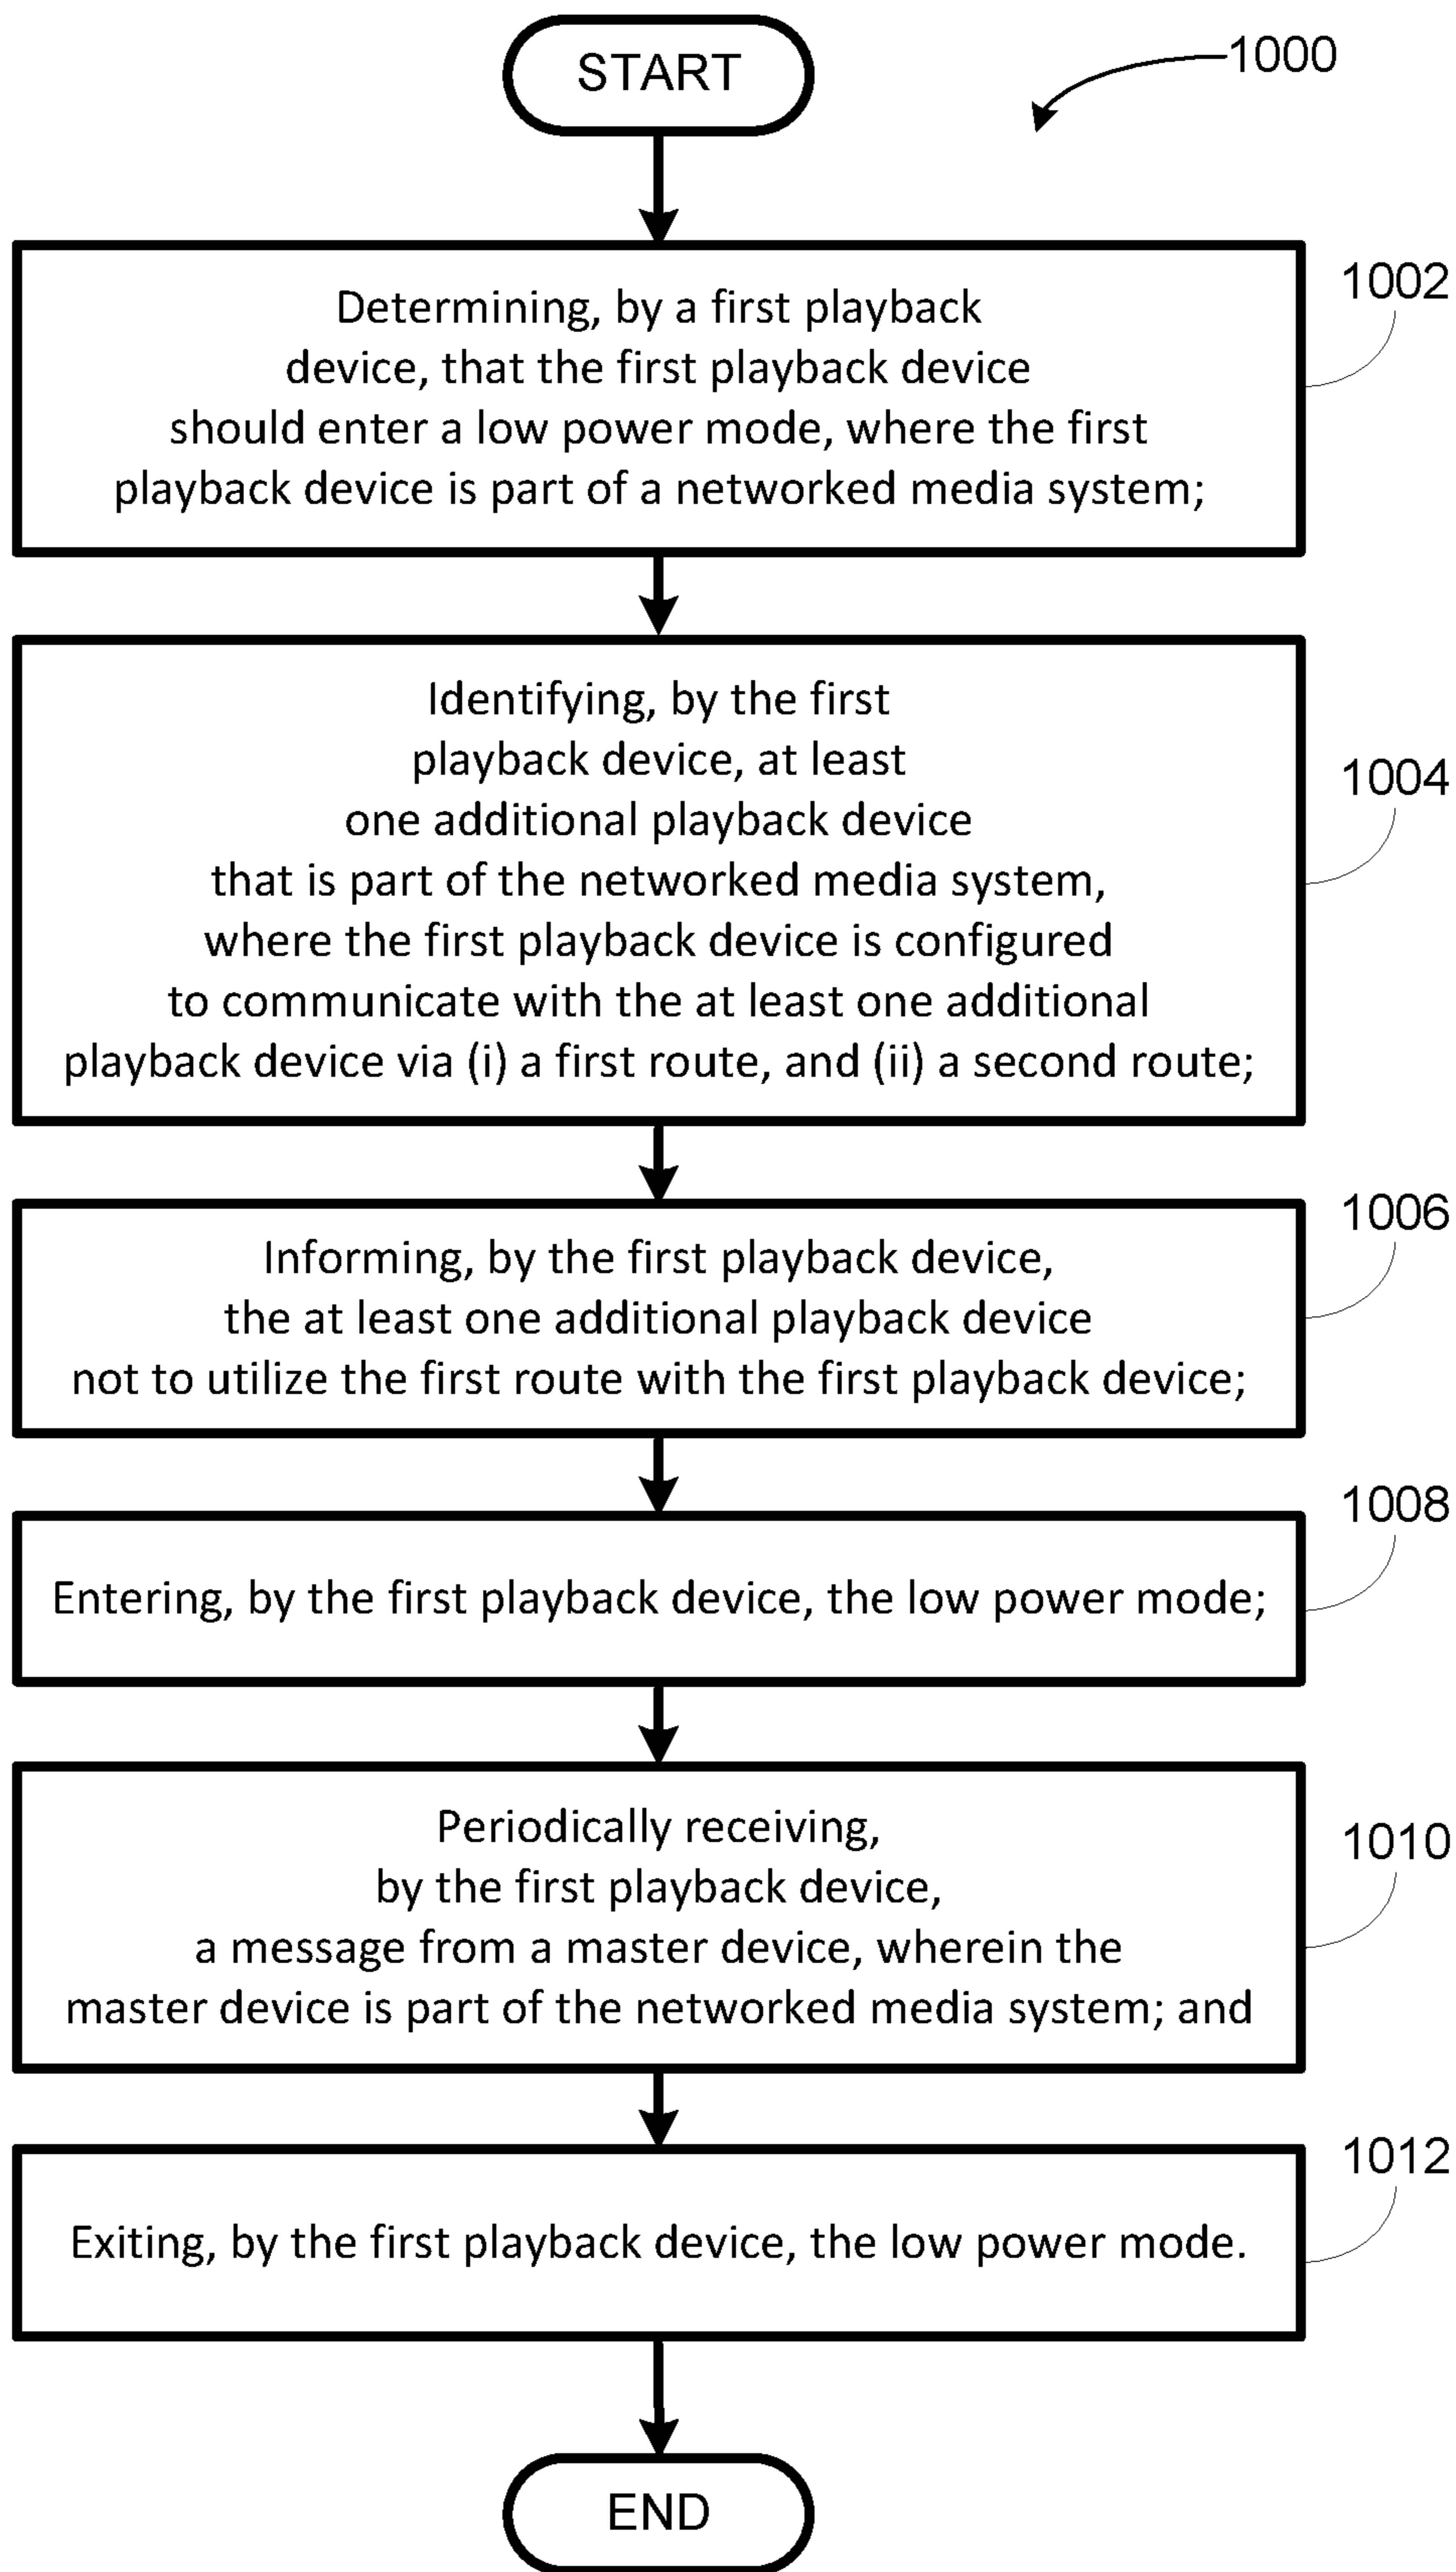 START
1000
Determining, by a first playback
device, that the first playback device
should enter a low power mode, where the first
playback device is part of a networked media system;
1002
Identifying, by the first
playback device, at least
one additional playback device
that is part of the networked media system,
where the first playback device is configured
to communicate with the at least one additional
playback device via (i) a first route, and (ii) a second route;
1004
Informing, by the first playback device,
the at least one additional playback device
not to utilize the first route with the first playback device;
1006
Entering, by the first playback device, the low power mode;
1008
Periodically receiving,
by the first playback device,
a message from a master device, wherein the
master device is part of the networked media system; and
1010
Exiting, by the first playback device, the low power mode.
1012
END